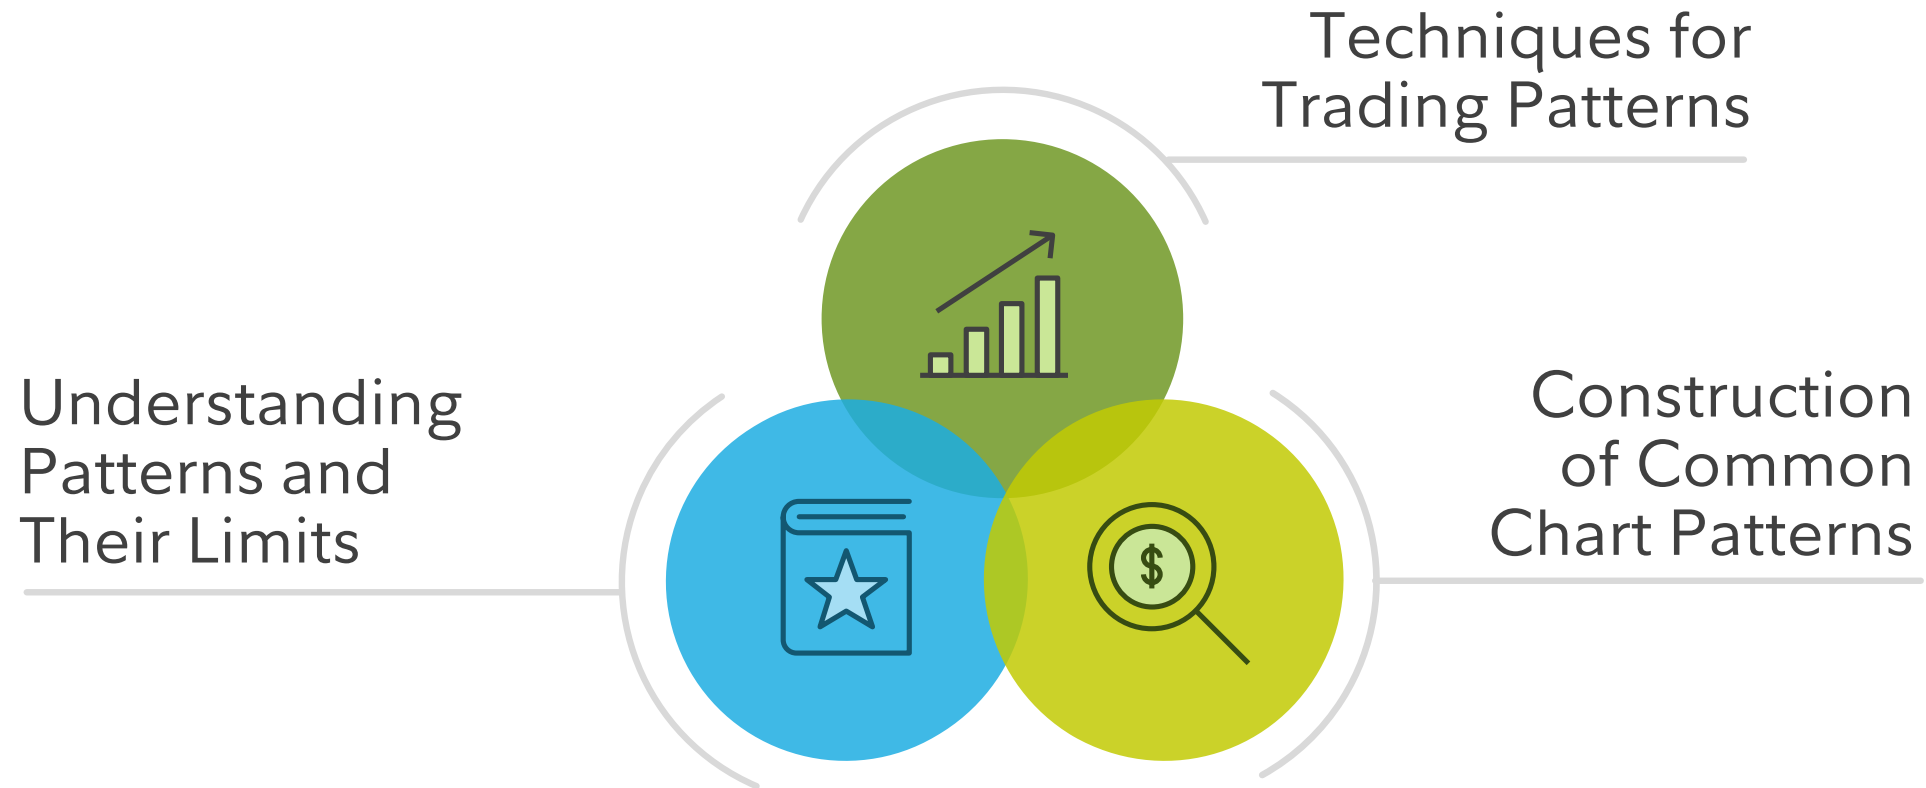 Techniques for
Trading Patterns
Understanding
Patterns and
Their Limits
Construction
of Common
Chart Patterns
$